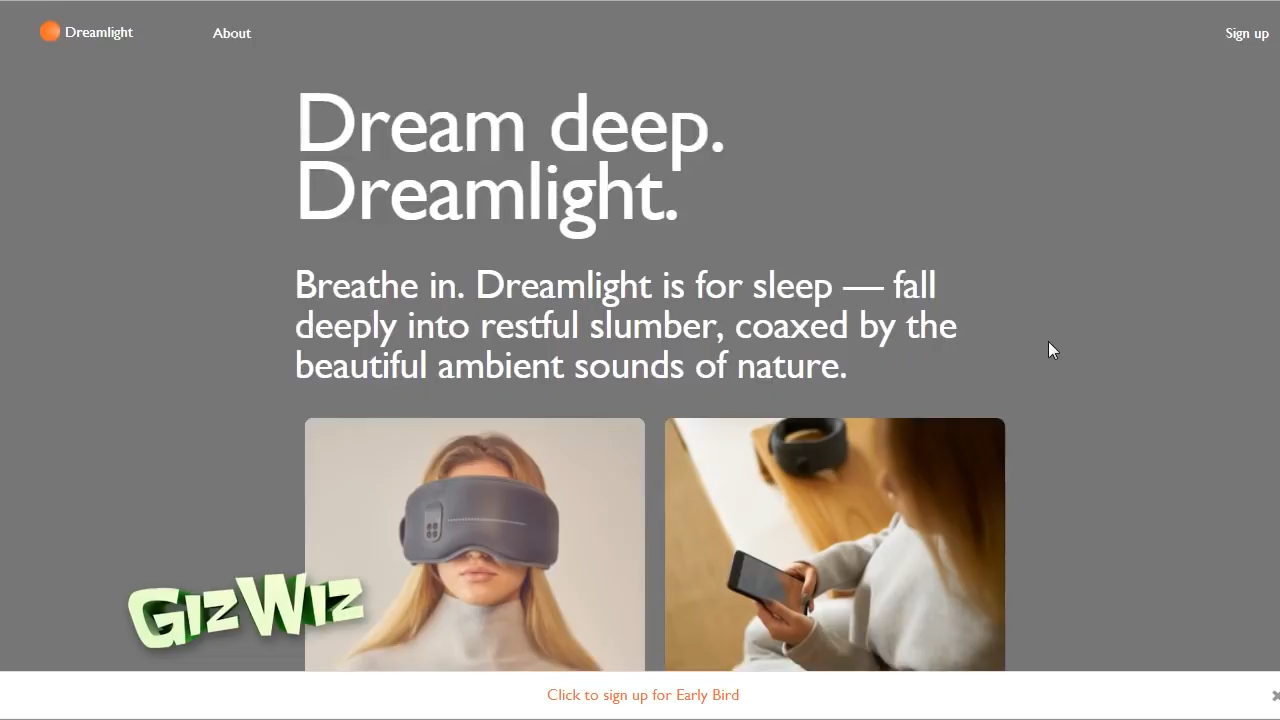 Dreamlight
About
Sign up
Dream deep.
Dreamlight.
Breathe in. Dreamlight is for sleep — fall
deeply into restful slumber, coaxed by the
beautiful ambient sounds of nature.
GIZWIZ
Click to sign up for Early Bird